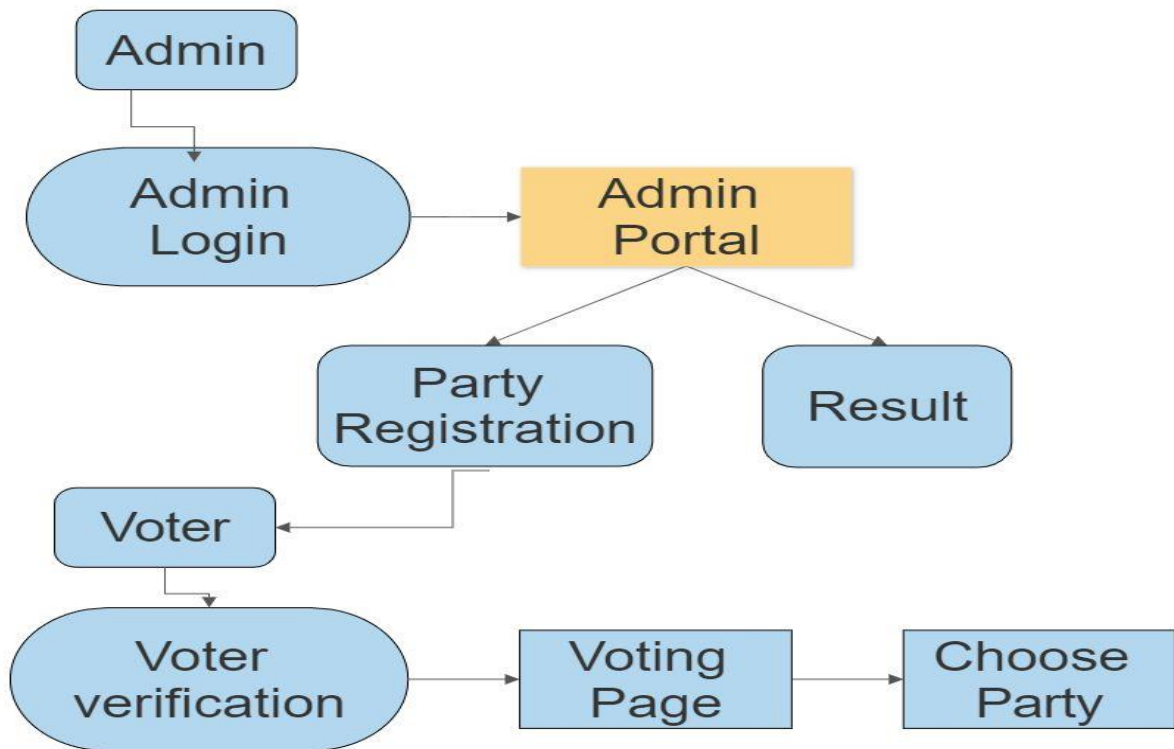 Admin
Admin
Login
Admin
Portal
Party
Registration
Result
Voter
Voter
verification
Voting
Page
Choose
Party